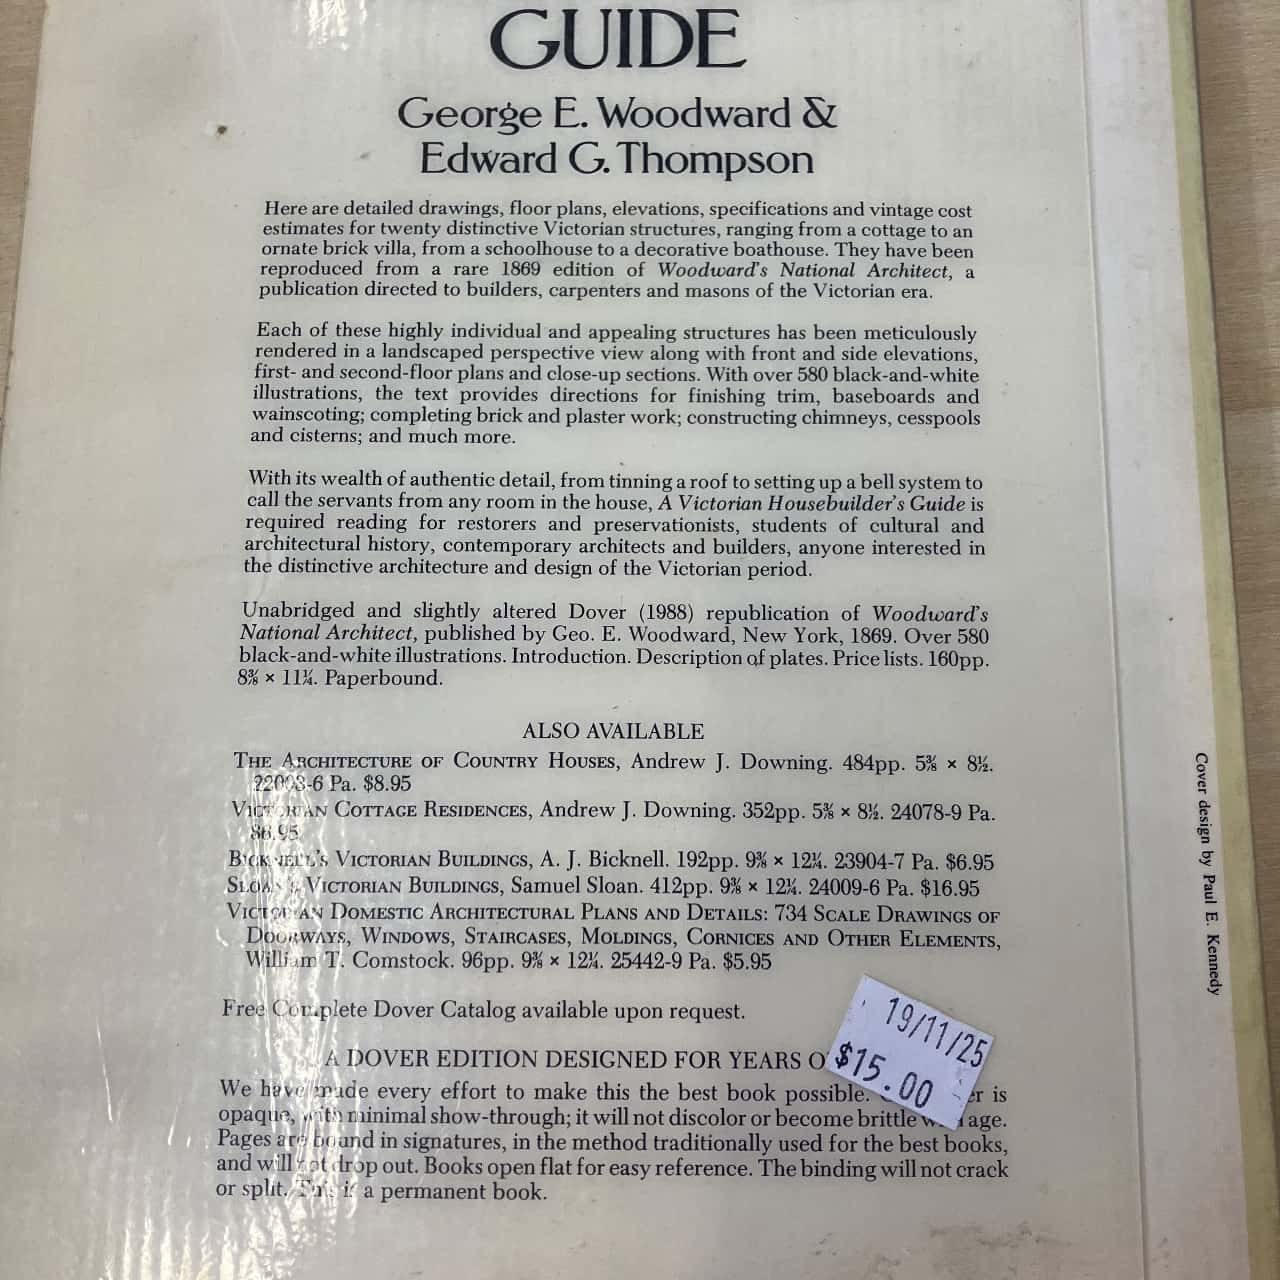 GUIDE
George E. Woodward &
Edward G. Thompson
Here are detailed drawings, floor plans, elevations, specifications and vintage cost
estimates for twenty distinctive Victorian structures, ranging from a cottage to an
ornate brick villa, from a schoolhouse to a decorative boathouse. They have been
reproduced from a rare 1869 edition of Woodward's National Architect, a
publication directed to builders, carpenters and masons of the Victorian era.
Each of these highly individual and appealing structures has been meticulously
rendered in a landscaped perspective view along with front and side elevations,
first- and second-floor plans and close-up sections. With over 580 black-and-white
illustrations, the text provides directions for finishing trim, baseboards and
wainscoting; completing brick and plaster work; constructing chimneys, cesspools
and cisterns; and much more.
With its wealth of authentic detail, from tinning a roof to setting up a bell system to
call the servants from any room in the house, A Victorian Housebuilder's Guide is
required reading for restorers and preservationists, students of cultural and
architectural history, contemporary architects and builders, anyone interested in
the distinctive architecture and design of the Victorian period.
Unabridged and slightly altered Dover (1988) republication of Woodward's
National Architect, published by Geo. E. Woodward, New York, 1869. Over 580
black-and-white illustrations. Introduction. Description of plates. Price lists. 160pp.
8⅜ × 11¼. Paperbound.
ALSO AVAILABLE
THE ARCHITECTURE OF COUNTRY HOUSES, Andrew J. Downing. 484pp. 5⅜ × 8½.
22003-6 Pa. $8.95
VICTORIAN COTTAGE RESIDENCES, Andrew J. Downing. 352pp. 5⅜ × 8½. 24078-9 Pa.
$6.95
BICKNELL'S VICTORIAN BUILDINGS, A. J. Bicknell. 192pp. 9⅜ × 12¼. 23904-7 Pa. $6.95
SLOAN'S VICTORIAN BUILDINGS, Samuel Sloan. 412pp. 9⅜ × 12¼. 24009-6 Pa. $16.95
VICTORIAN DOMESTIC ARCHITECTURAL PLANS AND DETAILS: 734 SCALE DRAWINGS OF
DOORWAYS, WINDOWS, STAIRCASES, MOLDINGS, CORNICES AND OTHER ELEMENTS,
William T. Comstock. 96pp. 9⅜ × 12¼. 25442-9 Pa. $5.95
Free Complete Dover Catalog available upon request.
A DOVER EDITION DESIGNED FOR YEARS
We have made every effort to make this the best book possible. is
opaque, with minimal show-through; it will not discolor or become brittle age.
Pages are bound in signatures, in the method traditionally used for the best books,
and will not drop out. Books open flat for easy reference. The binding will not crack
or split. This is a permanent book.
19/11/25
$15.00
Cover design by Paul E. Kennedy